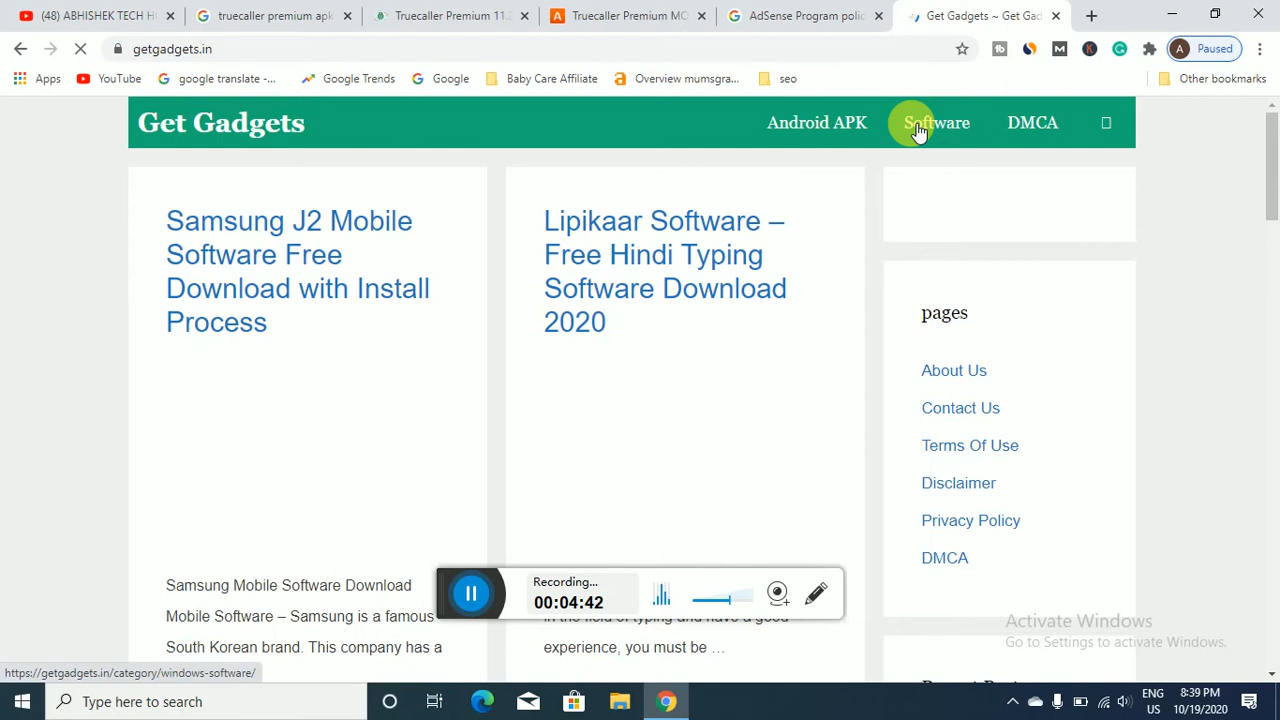 (48) ABHISHEK TECH H
truecaller premium apk
Truecaller Premium 11.2
Truecaller Premium MO
AdSense Program polic
Get Gadgets ~ Get Gad
getgadgets.in
A
Paused
Apps
YouTube
google translate -...
Google Trends
Google
Baby Care Affiliate
Overview mumsgra...
seo
Other bookmarks
Get Gadgets
Android APK
Software
DMCA
Samsung J2 Mobile
Software Free
Download with Install
Process
Lipikaar Software –
Free Hindi Typing
Software Download
2020
pages
About Us
Contact Us
Terms Of Use
Disclaimer
Privacy Policy
DMCA
Samsung Mobile Software Download
Mobile Software – Samsung is a famous
South Korean brand. This company has a
experience, you must be …
Recording...
00:04:42
Activate Windows
Go to Settings to activate Windows.
https://getgadgets.in/category/windows-software/
Type here to search
ENG
US
8:39 PM
10/19/2020